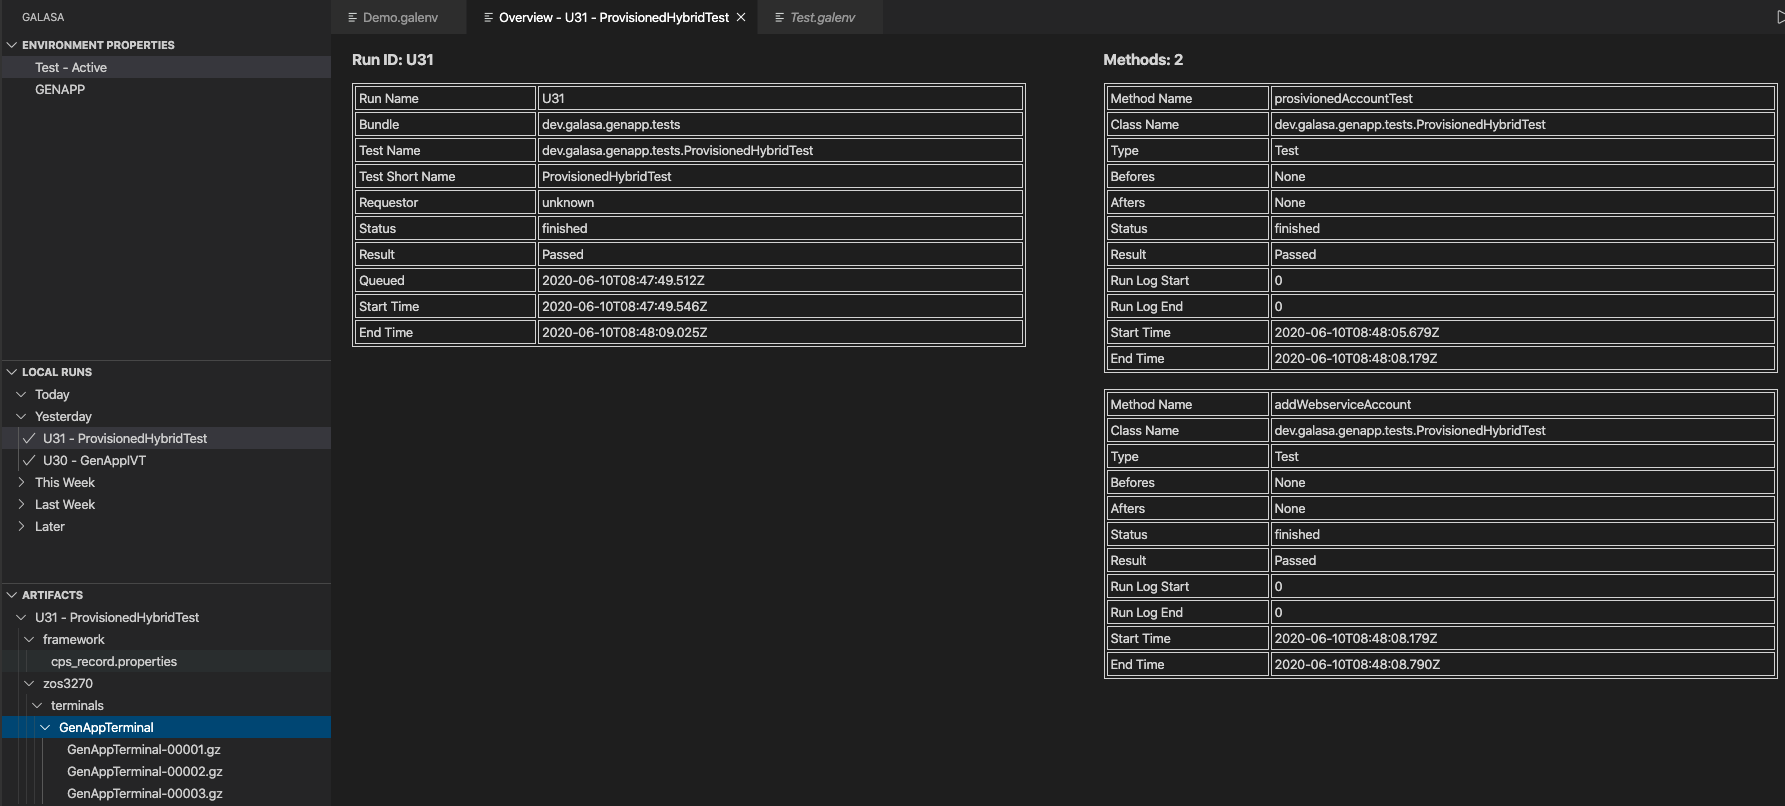 GALASA
ENVIRONMENT PROPERTIES
Test - Active
GENAPP
LOCAL RUNS
Today
Yesterday
U31 - ProvisionedHybridTest
U30 - GenAppIVT
This Week
Last Week
Later
ARTIFACTS
U31 - ProvisionedHybridTest
framework
cps_record.properties
zos3270
terminals
GenAppTerminal
GenAppTerminal-00001.gz
GenAppTerminal-00002.gz
GenAppTerminal-00003.gz
Demo.galenv
Overview - U31 - ProvisionedHybridTest
Test.galenv
Run ID: U31
Run Name U31
Bundle dev.galasa.genapp.tests
Test Name dev.galasa.genapp.tests.ProvisionedHybridTest
Test Short Name ProvisionedHybridTest
Requestor unknown
Status finished
Result Passed
Queued 2020-06-10T08:47:49.512Z
Start Time 2020-06-10T08:47:49.546Z
End Time 2020-06-10T08:48:09.025Z
Methods: 2
Method Name prosivionedAccountTest
Class Name dev.galasa.genapp.tests.ProvisionedHybridTest
Type Test
Befores None
Afters None
Status finished
Result Passed
Run Log Start 0
Run Log End 0
Start Time 2020-06-10T08:48:05.679Z
End Time 2020-06-10T08:48:08.179Z
Method Name addWebserviceAccount
Class Name dev.galasa.genapp.tests.ProvisionedHybridTest
Type Test
Befores None
Afters None
Status finished
Result Passed
Run Log Start 0
Run Log End 0
Start Time 2020-06-10T08:48:08.179Z
End Time 2020-06-10T08:48:08.790Z